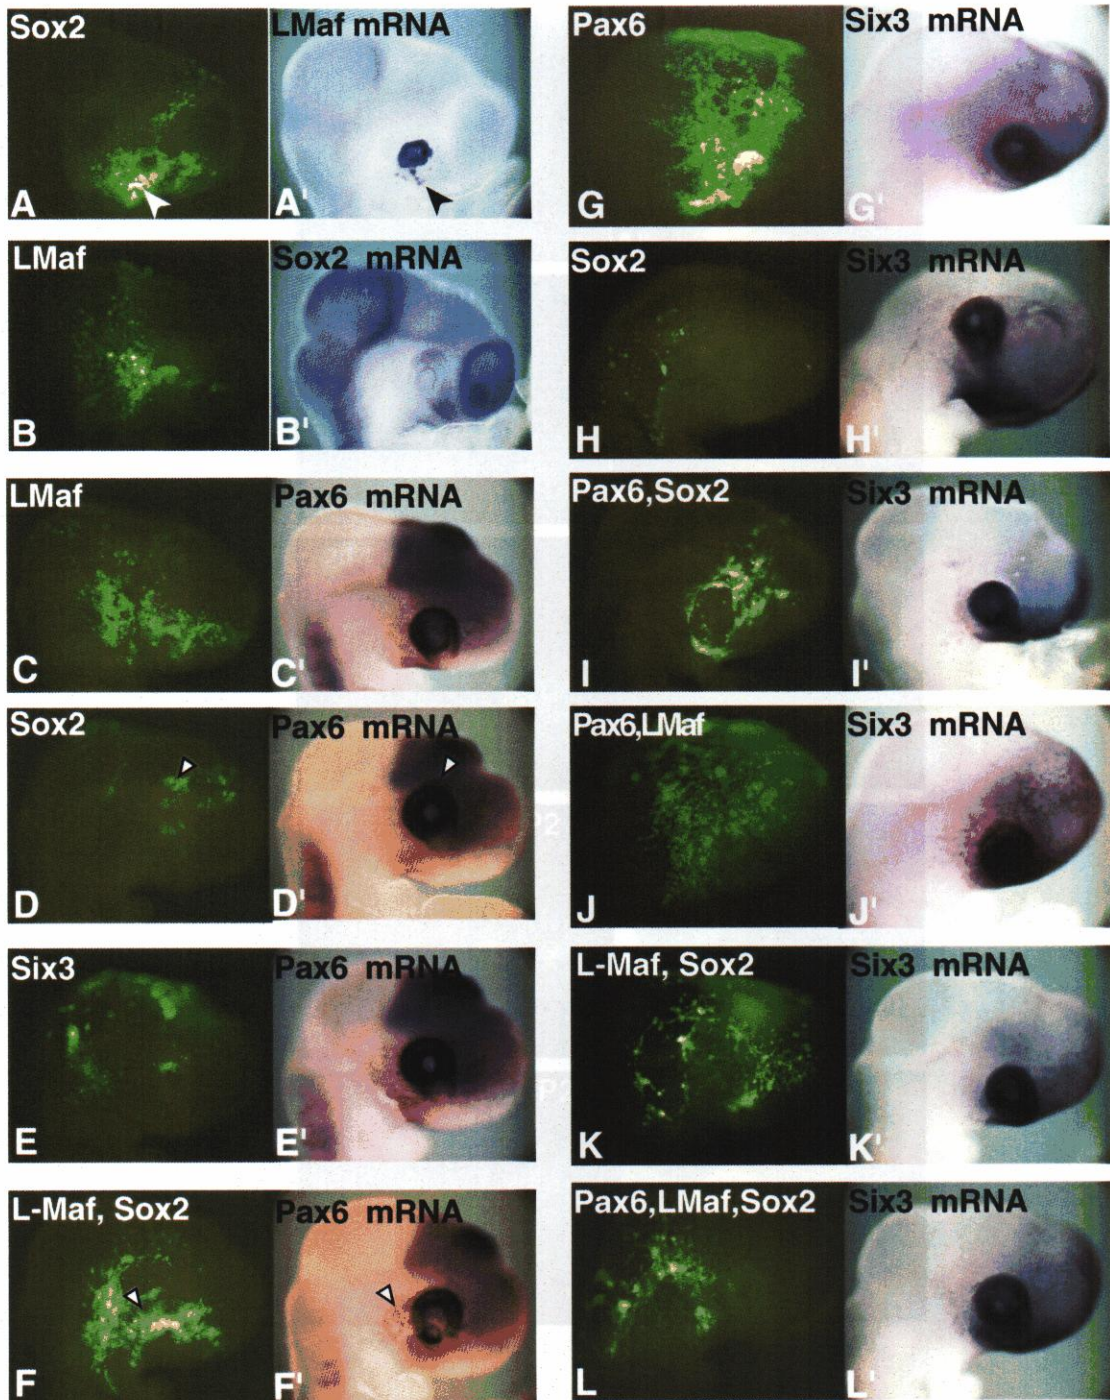 Sox2
LMaf mRNA
A
A'
LMaf
Sox2 mRNA
B
B'
LMaf
Pax6 mRNA
C
C'
Sox2
Pax6 mRNA
D
D'
Six3
Pax6 mRNA
E
E'
L-Maf, Sox2
Pax6 mRNA
F
F'
Pax6
Six3 mRNA
G
G'
Sox2
Six3 mRNA
H
H'
Pax6,Sox2
Six3 mRNA
I
I'
Pax6,LMaf
Six3 mRNA
J
J'
L-Maf, Sox2
Six3 mRNA
K
K'
Pax6,LMaf,Sox2
Six3 mRNA
L
L'